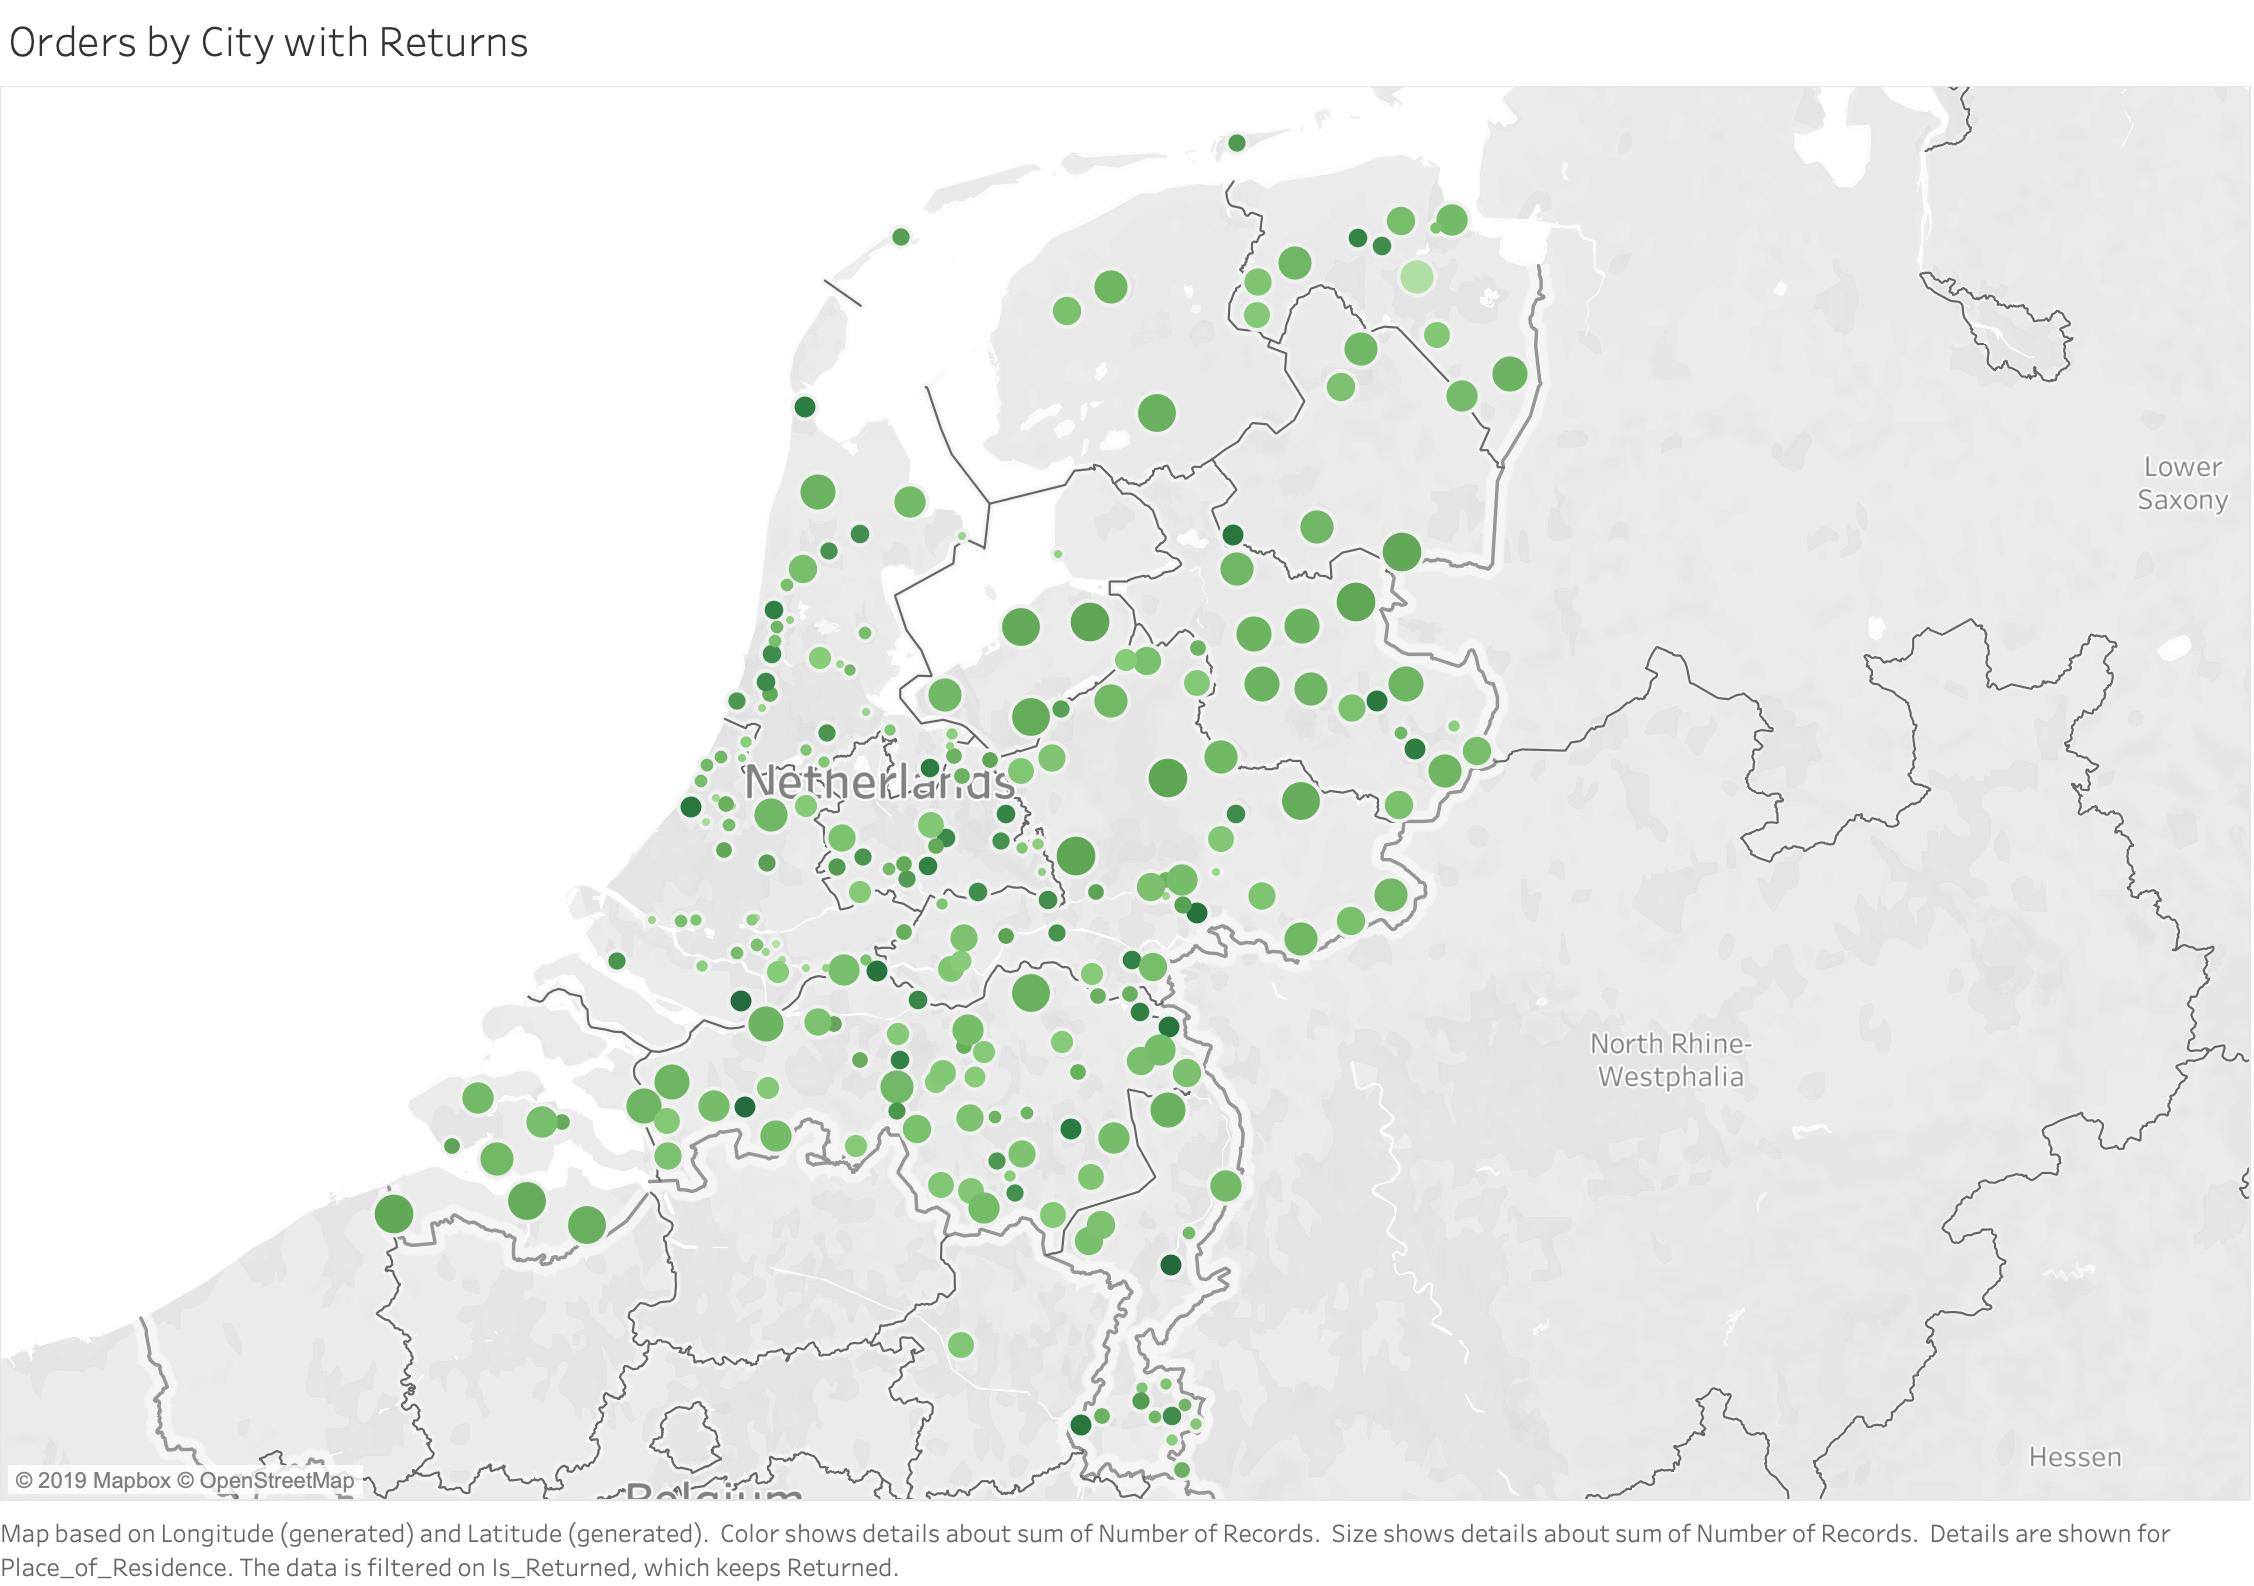 Orders by City with Returns
Lower
Saxony
Netherlands
North Rhine-
Westphalia
Hessen
© 2019 Mapbox © OpenStreetMap
Belgium
Map based on Longitude (generated) and Latitude (generated).  Color shows details about sum of Number of Records.  Size shows details about sum of Number of Records.  Details are shown for
Place_of_Residence. The data is filtered on Is_Returned, which keeps Returned.